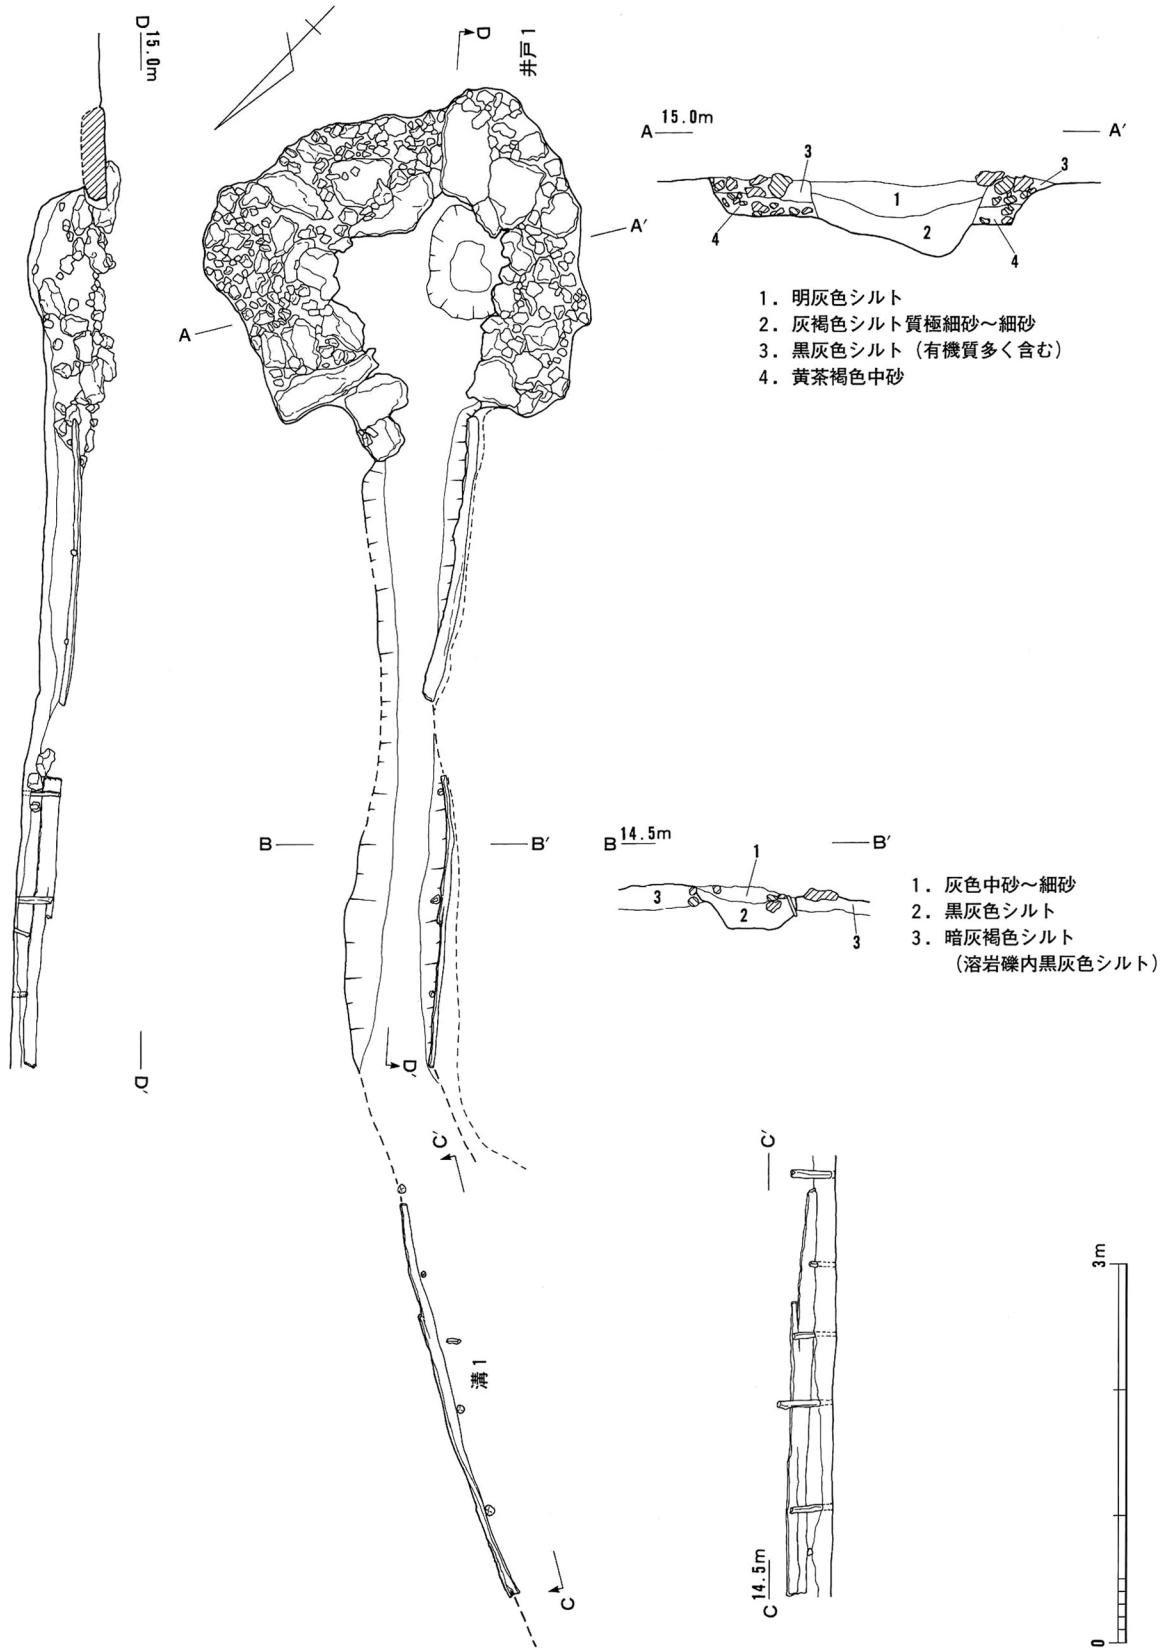 D 15.0m
D
井戸1
A 15.0m
A′
3
3
1
2
4
4
A′
A
1．明灰色シルト
2．灰褐色シルト質極細砂～細砂
3．黒灰色シルト（有機質多く含む）
4．黄茶褐色中砂
B
B′
B 14.5m
B′
1
3
2
3
1．灰色中砂～細砂
2．黒灰色シルト
3．暗灰褐色シルト
（溶岩礫内黒灰色シルト）
D′
D′
C′
C′
溝1
C
C 14.5m
3m
0